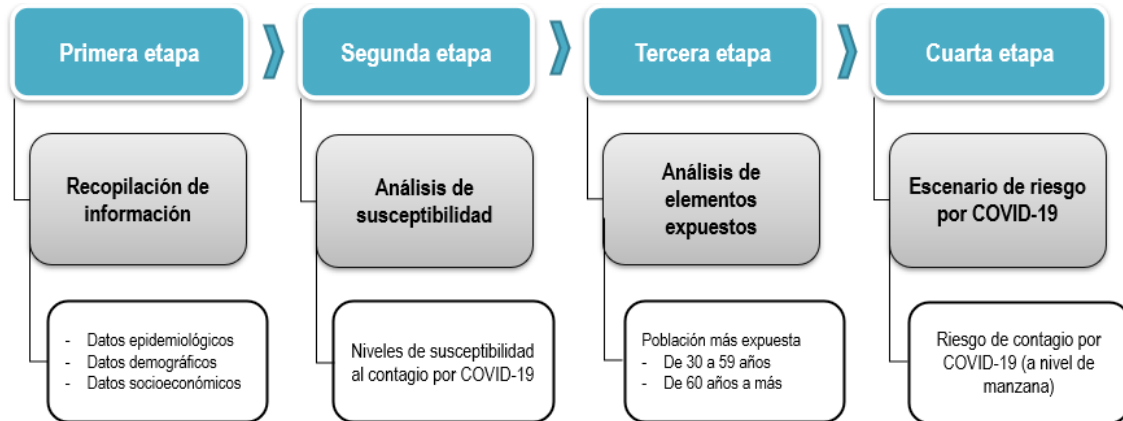 Primera etapa
Segunda etapa
Tercera etapa
Cuarta etapa
Recopilación de
información
Análisis de
susceptibilidad
Análisis de
elementos
expuestos
Escenario de riesgo
por COVID-19
- Datos epidemiológicos
- Datos demográficos
- Datos socioeconómicos
Niveles de susceptibilidad
al contagio por COVID-19
Población más expuesta
- De 30 a 59 años
- De 60 años a más
Riesgo de contagio por
COVID-19 (a nivel de
manzana)